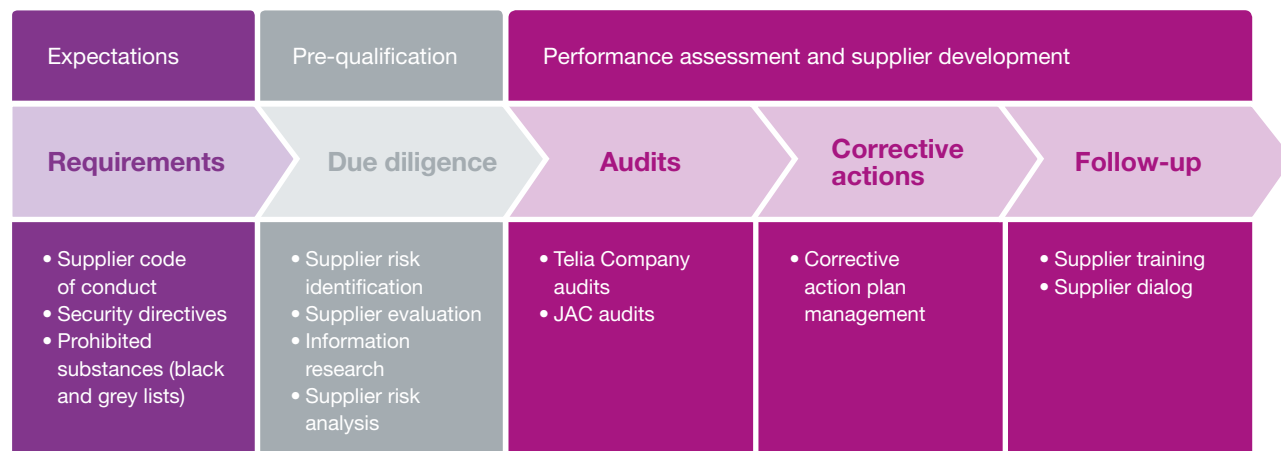 Expectations
Pre-qualification
Performance assessment and supplier development
Requirements
Due diligence
Audits
Corrective
actions
Follow-up
• Supplier code
of conduct
• Security directives
• Prohibited
substances (black
and grey lists)
• Supplier risk
identification
• Supplier evaluation
• Information
research
• Supplier risk
analysis
• Telia Company
audits
• JAC audits
• Corrective
action plan
management
• Supplier training
• Supplier dialog